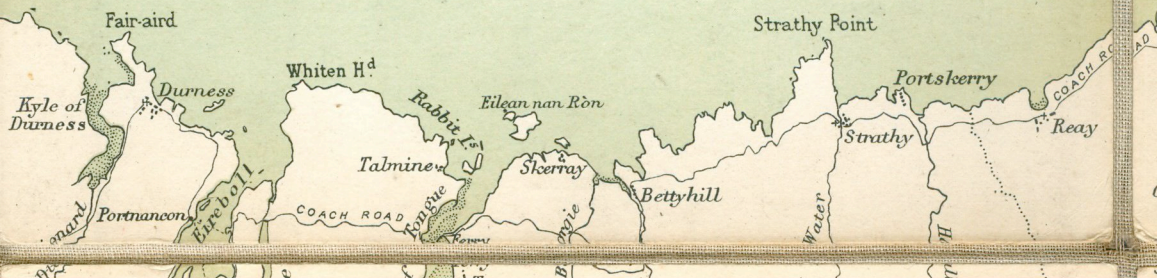 Fair-aird
Strathy Point
Whiten Hd.
Portskerry
COACH ROAD
Durness
Kyle of
Durness
Rabbit Is.
Eilean nan Ròn
Reay
Strathy
Talmine
Skerray
Bettyhill
Eireboll
Portnancon
COACH ROAD
Tongue
Ferry
Water